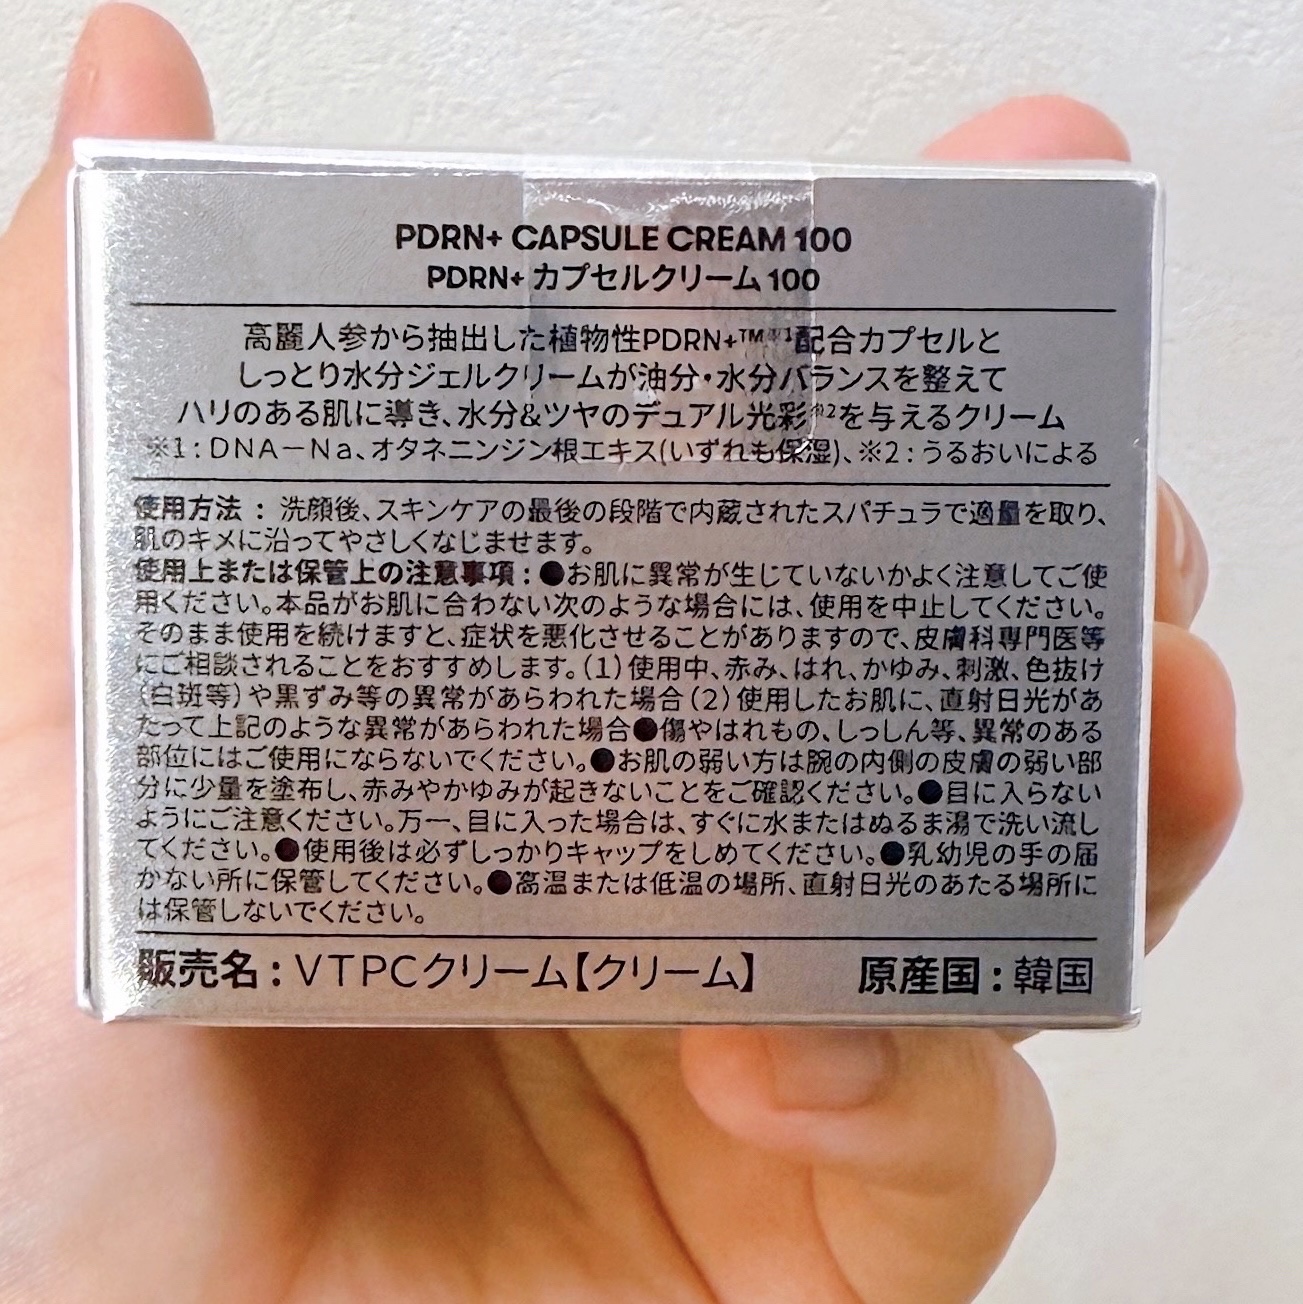 PDRN+ CAPSULE CREAM 100
PDRN+ カプセルクリーム 100
高麗人参から抽出した植物性PDRN+™※1配合カプセルと
しっとり水分ジェルクリームが油分・水分バランスを整えて
ハリのある肌に導き、水分&ツヤのデュアル光彩※2を与えるクリーム
※1:DNA－Na、オタネニンジン根エキス(いずれも保湿)、※2:うるおいによる
使用方法 : 洗顔後、スキンケアの最後の段階で内蔵されたスパチュラで適量を取り、
肌のキメに沿ってやさしくなじませます。
使用上または保管上の注意事項 : ●お肌に異常が生じていないかよく注意してご使
用ください。本品がお肌に合わない次のような場合には、使用を中止してください。
そのまま使用を続けますと、症状を悪化させることがありますので、皮膚科専門医等
にご相談されることをおすすめします。(1)使用中、赤み、はれ、かゆみ、刺激、色抜け
(白斑等)や黒ずみ等の異常があらわれた場合(2)使用したお肌に、直射日光があ
たって上記のような異常があらわれた場合●傷やはれもの、しっしん等、異常のある
部位にはご使用にならないでください。●お肌の弱い方は腕の内側の皮膚の弱い部
分に少量を塗布し、赤みやかゆみが起きないことをご確認ください。●目に入らない
ようにご注意ください。万一、目に入った場合は、すぐに水またはぬるま湯で洗い流し
てください。●使用後は必ずしっかりキャップをしめてください。●乳幼児の手の届
かない所に保管してください。●高温または低温の場所、直射日光のあたる場所に
は保管しないでください。
販売名 : VTPCクリーム【クリーム】 原産国 : 韓国